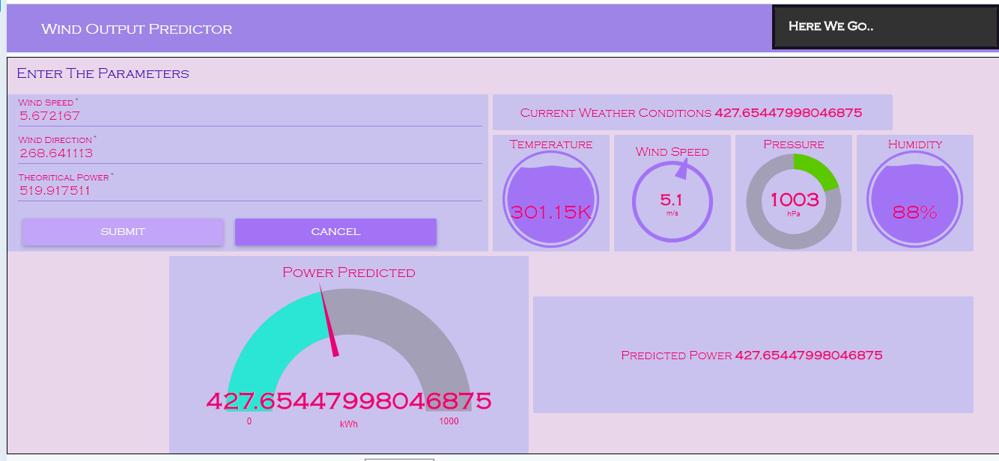 Wind Output Predictor
Here We Go..
Enter The Parameters
Wind Speed *
5.672167
Wind Direction *
268.641113
Theoritical Power *
519.917511
SUBMIT
CANCEL
Current Weather Conditions 427.65447998046875
Temperature
301.15K
Wind Speed
5.1
m/s
Pressure
1003
hPa
Humidity
88%
Power Predicted
427.65447998046875
0
kWh
1000
Predicted Power 427.65447998046875